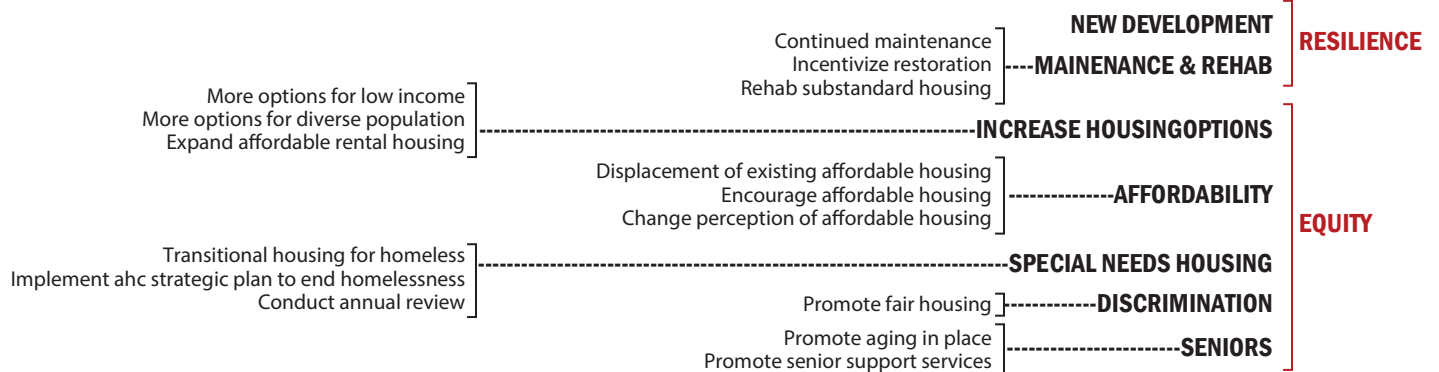 NEW DEVELOPMENT
RESILIENCE
Continued maintenance
Incentivize restoration
Rehab substandard housing
MAINENANCE & REHAB
More options for low income
More options for diverse population
Expand affordable rental housing
INCREASE HOUSINGOPTIONS
Displacement of existing affordable housing
Encourage affordable housing
Change perception of affordable housing
AFFORDABILITY
EQUITY
Transitional housing for homeless
Implement ahc strategic plan to end homelessness
Conduct annual review
SPECIAL NEEDS HOUSING
Promote fair housing
DISCRIMINATION
Promote aging in place
Promote senior support services
SENIORS